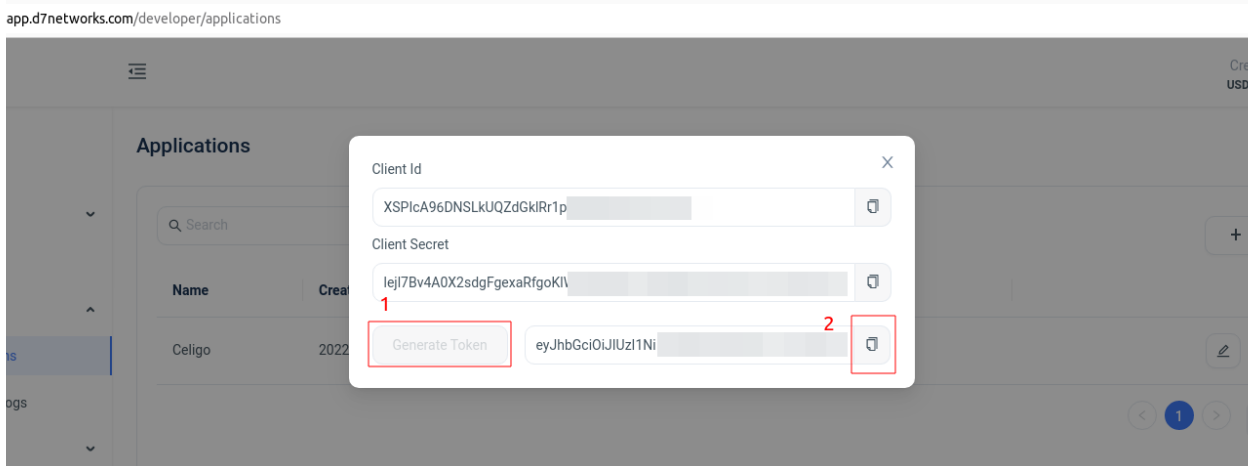 app.d7networks.com/developer/applications
Cre
USD
Applications
Client Id
XSPIcA96DNSLkUQZdGklRr1p
Search
+
Client Secret
lejl7Bv4A0X2sdgFgexaRfgoKl
Name
Creat
1
2
Generate Token
eyJhbGciOiJIUzI1Ni
Celigo
2022
ns
ogs
< 1 >